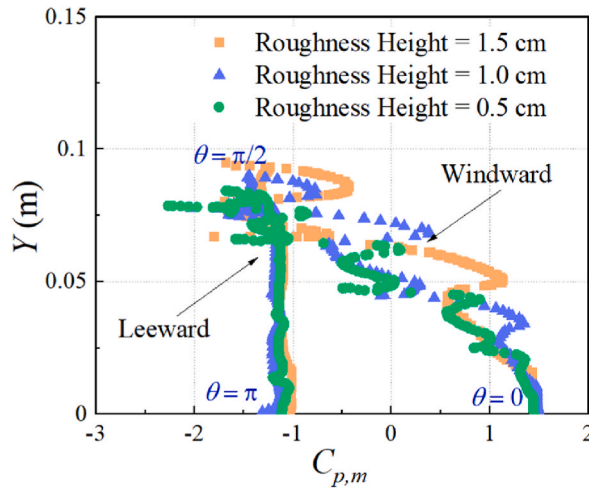 0.15
Roughness Height = 1.5 cm
Roughness Height = 1.0 cm
Roughness Height = 0.5 cm
θ = π/2
0.1
Windward
Y (m)
0.05
Leeward
θ = π
θ = 0
0
-3
-2
-1
0
1
2
Cp,m